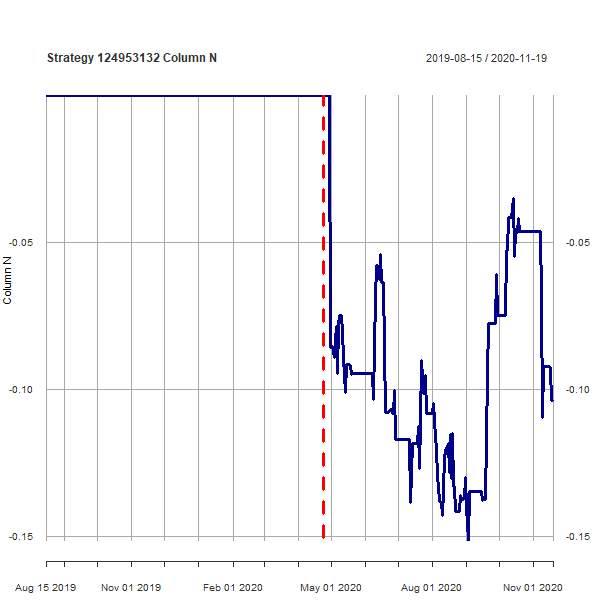 Strategy 124953132 Column N 2019-08-15 / 2020-11-19
-0.05 -0.05
Column N
-0.10 -0.10
-0.15 -0.15
Aug 15 2019 Nov 01 2019 Feb 01 2020 May 01 2020 Aug 01 2020 Nov 01 2020